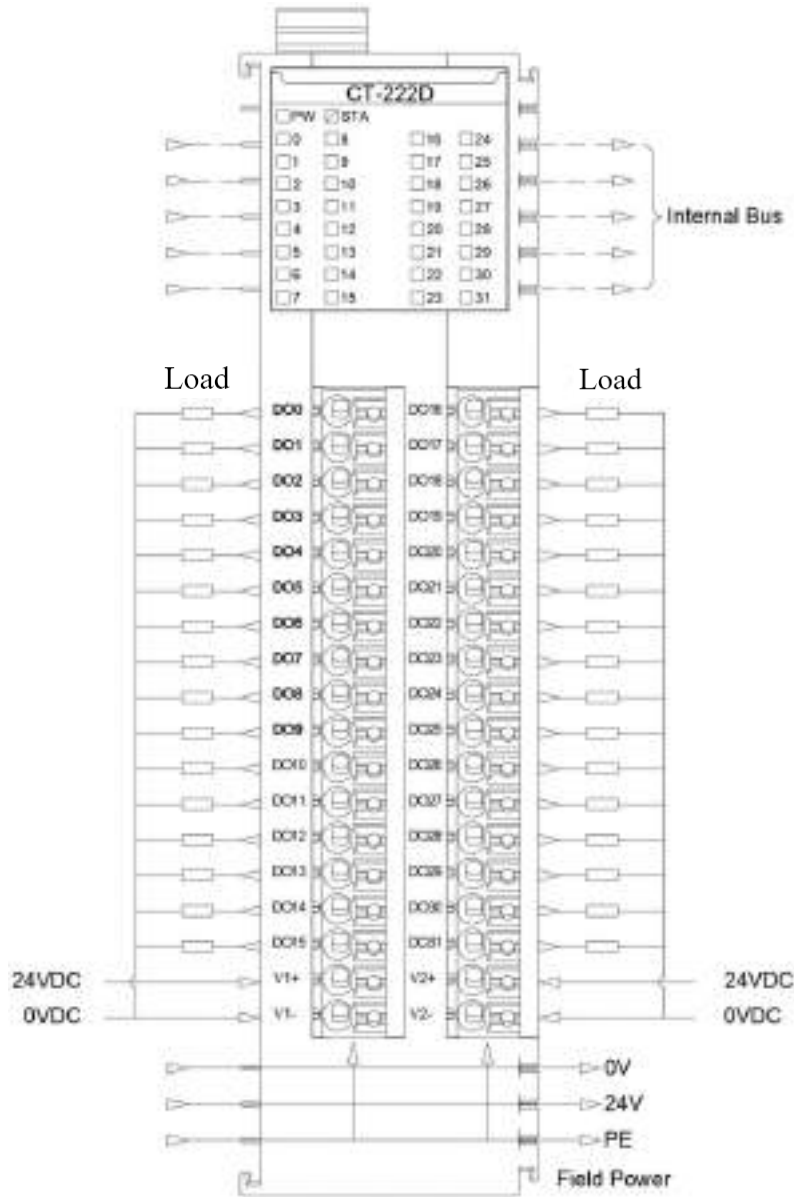 CT-222D
PW STA
0 8 16 24
1 9 17 25
2 10 18 26
3 11 19 27
4 12 20 28
5 13 21 29
6 14 22 30
7 15 23 31
Internal Bus
Load Load
DO0 DO16
DO1 DO17
DO2 DO18
DO3 DO19
DO4 DO20
DO5 DO21
DO6 DO22
DO7 DO23
DO8 DO24
DO9 DO25
DO10 DO26
DO11 DO27
DO12 DO28
DO13 DO29
DO14 DO30
DO15 DO31
24VDC V1+ V2+ 24VDC
0VDC V1- V2- 0VDC
0V
24V
PE
Field Power